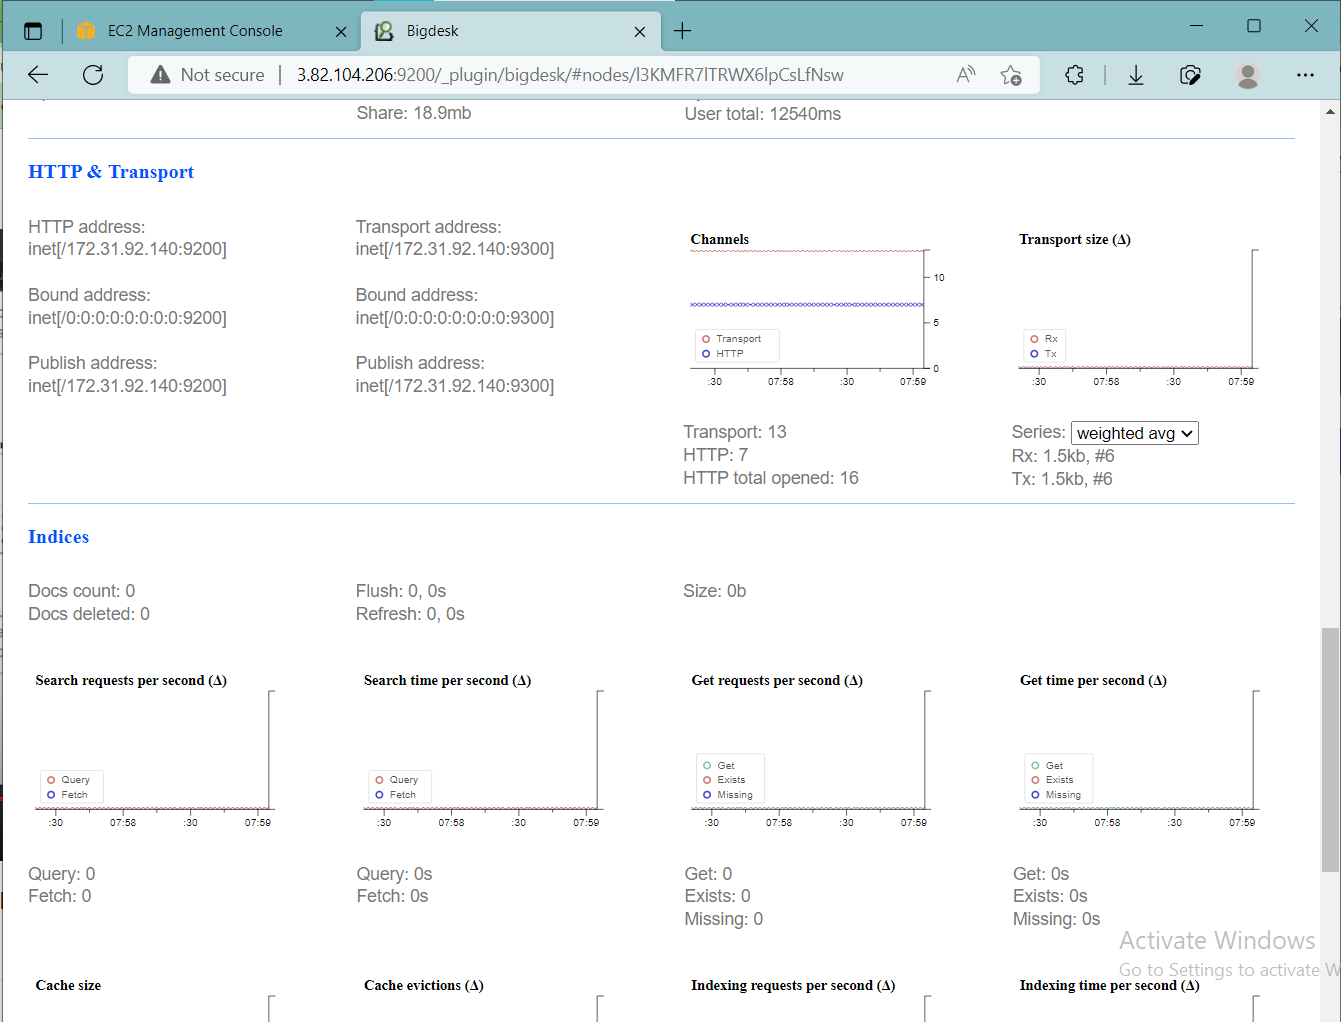 EC2 Management Console
Bigdesk
Not secure
3.82.104.206:9200/_plugin/bigdesk/#nodes/l3KMFR7lTRWX6lpCsLfNsw
Share: 18.9mb
User total: 12540ms
HTTP & Transport
HTTP address:
inet[/172.31.92.140:9200]
Bound address:
inet[/0:0:0:0:0:0:0:0:9200]
Publish address:
inet[/172.31.92.140:9200]
Transport address:
inet[/172.31.92.140:9300]
Bound address:
inet[/0:0:0:0:0:0:0:0:9300]
Publish address:
inet[/172.31.92.140:9300]
Channels
10
5
0
Transport
HTTP
:30 07:58 :30 07:59
Transport: 13
HTTP: 7
HTTP total opened: 16
Transport size (Δ)
Rx
Tx
:30 07:58 :30 07:59
Series: weighted avg
Rx: 1.5kb, #6
Tx: 1.5kb, #6
Indices
Docs count: 0
Docs deleted: 0
Flush: 0, 0s
Refresh: 0, 0s
Size: 0b
Search requests per second (Δ)
Query
Fetch
:30 07:58 :30 07:59
Query: 0
Fetch: 0
Search time per second (Δ)
Query
Fetch
:30 07:58 :30 07:59
Query: 0s
Fetch: 0s
Get requests per second (Δ)
Get
Exists
Missing
:30 07:58 :30 07:59
Get: 0
Exists: 0
Missing: 0
Get time per second (Δ)
Get
Exists
Missing
:30 07:58 :30 07:59
Get: 0s
Exists: 0s
Missing: 0s
Activate Windows
Go to Settings to activate W
Cache size
Cache evictions (Δ)
Indexing requests per second (Δ)
Indexing time per second (Δ)